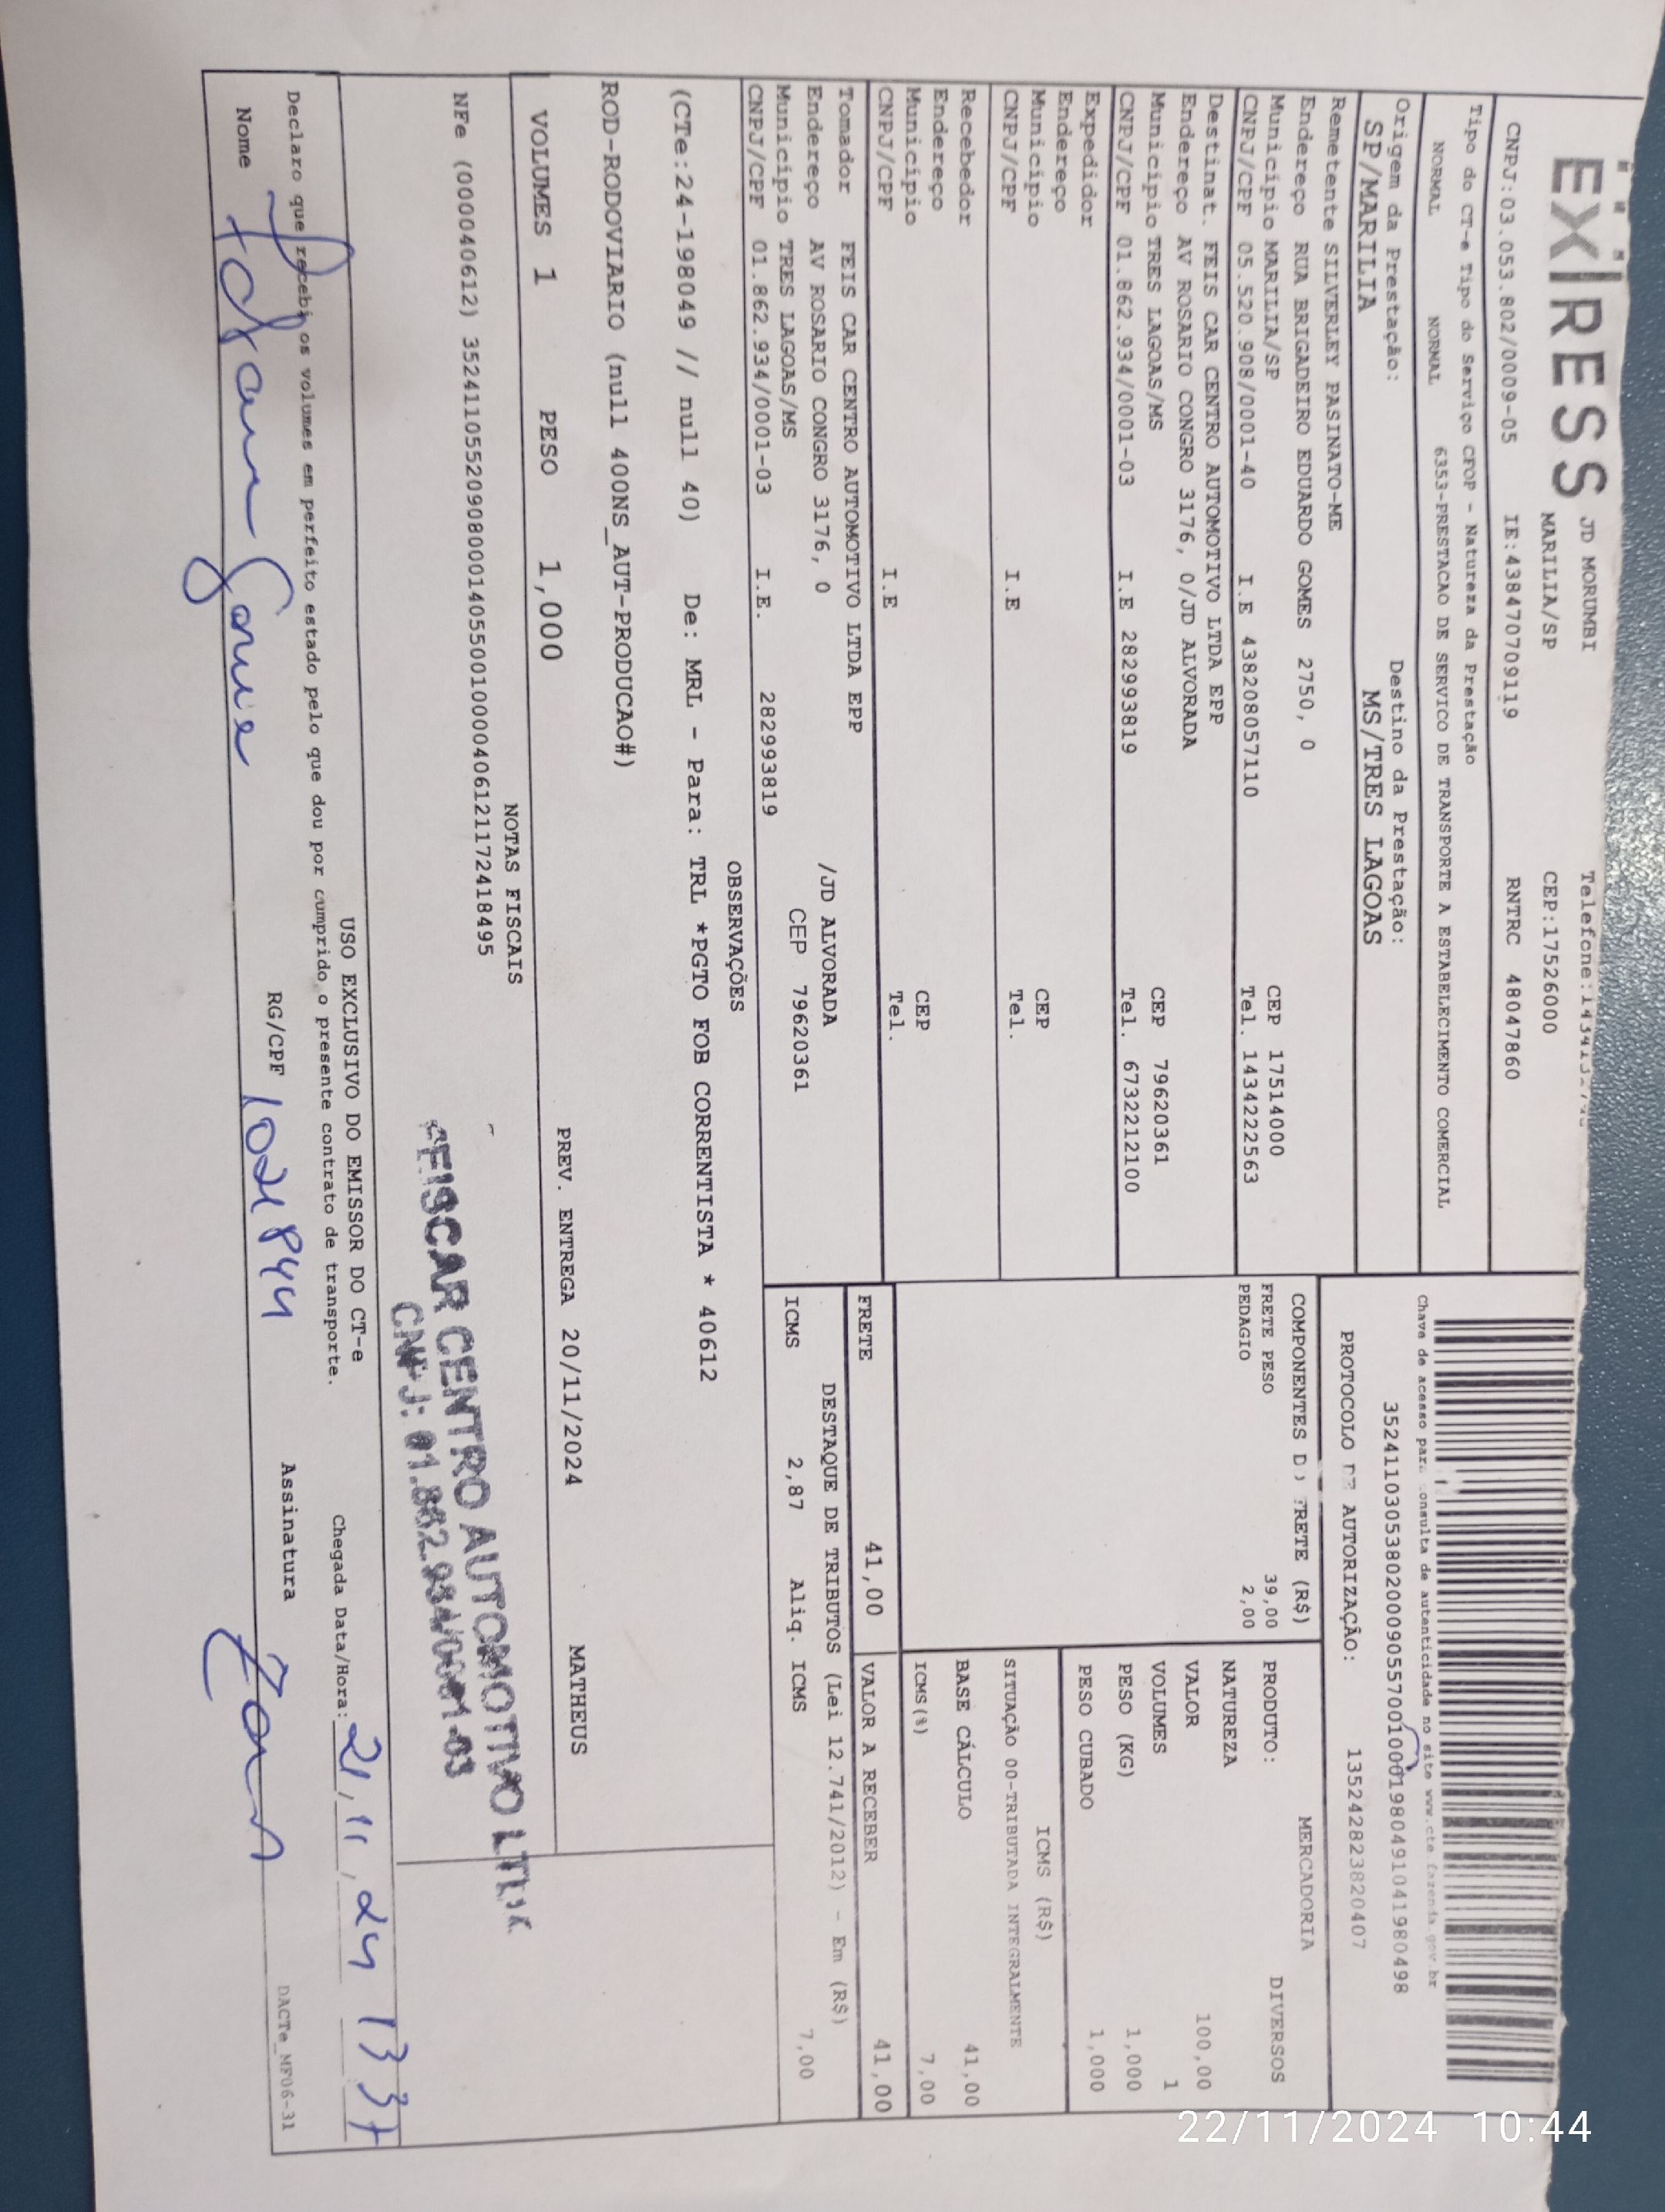 EXPRESS
JD MORUMBI
MARILIA/SP CEP:17526000
CNPJ:03.053.802/0009-05 IE:438470709119 RNTRC 48047860
Tipo do CT-e Tipo do Serviço CFOP - Natureza da Prestação
NORMAL NORMAL 6353-PRESTACAO DE SERVICO DE TRANSPORTE A ESTABELECIMENTO COMERCIAL
Origem da Prestação: Destino da Prestação:
SP/MARILIA MS/TRES LAGOAS
Chave de acesso para consulta de autenticidade no site www.cte.fazenda.gov.br
35241103053802000905570010001980491041980498
PROTOCOLO DE AUTORIZAÇÃO: 135242823820407
Remetente SILVERLEY PASINATO-ME
Endereço RUA BRIGADEIRO EDUARDO GOMES 2750, 0
Município MARILIA/SP CEP 17514000
CNPJ/CPF 05.520.908/0001-40 I.E 438208057110 Tel. 1434222563
Destinat. FEIS CAR CENTRO AUTOMOTIVO LTDA EPP
Endereço AV ROSARIO CONGRO 3176, 0/JD ALVORADA
Município TRES LAGOAS/MS CEP 79620361
CNPJ/CPF 01.862.934/0001-03 I.E 282993819 Tel. 6732212100
Expedidor
Endereço
Município CEP
CNPJ/CPF I.E Tel.
Recebedor
Endereço
Município CEP
CNPJ/CPF I.E Tel.
Tomador FEIS CAR CENTRO AUTOMOTIVO LTDA EPP
Endereço AV ROSARIO CONGRO 3176, 0 /JD ALVORADA
Município TRES LAGOAS/MS CEP 79620361
CNPJ/CPF 01.862.934/0001-03 I.E. 282993819
COMPONENTES DO FRETE (R$)
FRETE PESO 39,00
PEDAGIO 2,00
MERCADORIA
PRODUTO: DIVERSOS
NATUREZA
VALOR 100,00
VOLUMES 1
PESO (KG) 1,000
PESO CUBADO 1,000
ICMS (R$)
SITUAÇÃO 00-TRIBUTADA INTEGRALMENTE
BASE CÁLCULO 41,00
ICMS(%) 7,00
FRETE 41,00 VALOR A RECEBER 41,00
DESTAQUE DE TRIBUTOS (Lei 12.741/2012) - Em (R$)
ICMS 2,87 Aliq. ICMS 7,00
OBSERVAÇÕES
(CTe:24-198049 // null 40) De: MRL - Para: TRL *PGTO FOB CORRENTISTA * 40612
ROD-RODOVIARIO (null 400NS_AUT-PRODUCAO#)
VOLUMES 1 PESO 1,000 PREV. ENTREGA 20/11/2024 MATHEUS
NOTAS FISCAIS
NFe (000040612) 35241105520908000140550010000406121172418495
FEISCAR CENTRO AUTOMOTIVO LTDA
CNPJ: 01.862.934/0001-03
USO EXCLUSIVO DO EMISSOR DO CT-e
Declaro que recebi os volumes em perfeito estado pelo que dou por cumprido o presente contrato de transporte.
Chegada Data/Hora: 21, 11, 24 13 37
Nome RG/CPF Assinatura
DACTe_MF06-31
22/11/2024 10:44